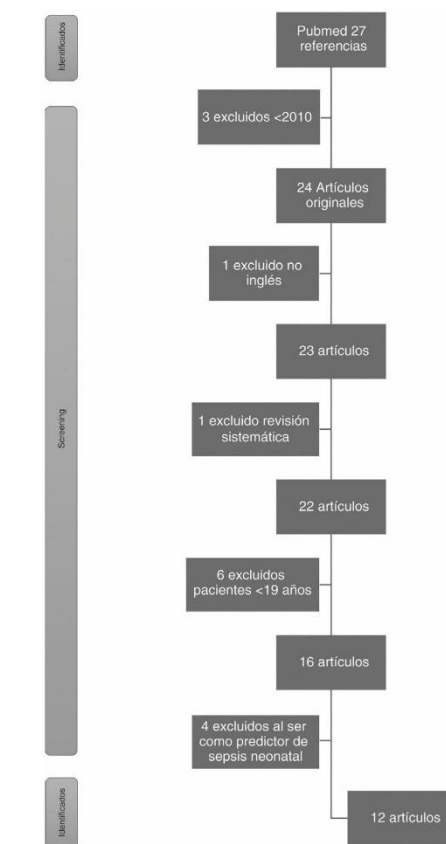 Identificados
Pubmed 27
referencias
3 excluidos <2010
24 Artículos
originales
1 excluido no
inglés
23 artículos
Screening
1 excluido revisión
sistemática
22 artículos
6 excluidos
pacientes <19 años
16 artículos
4 excluidos al ser
como predictor de
sepsis neonatal
Identificados
12 artículos